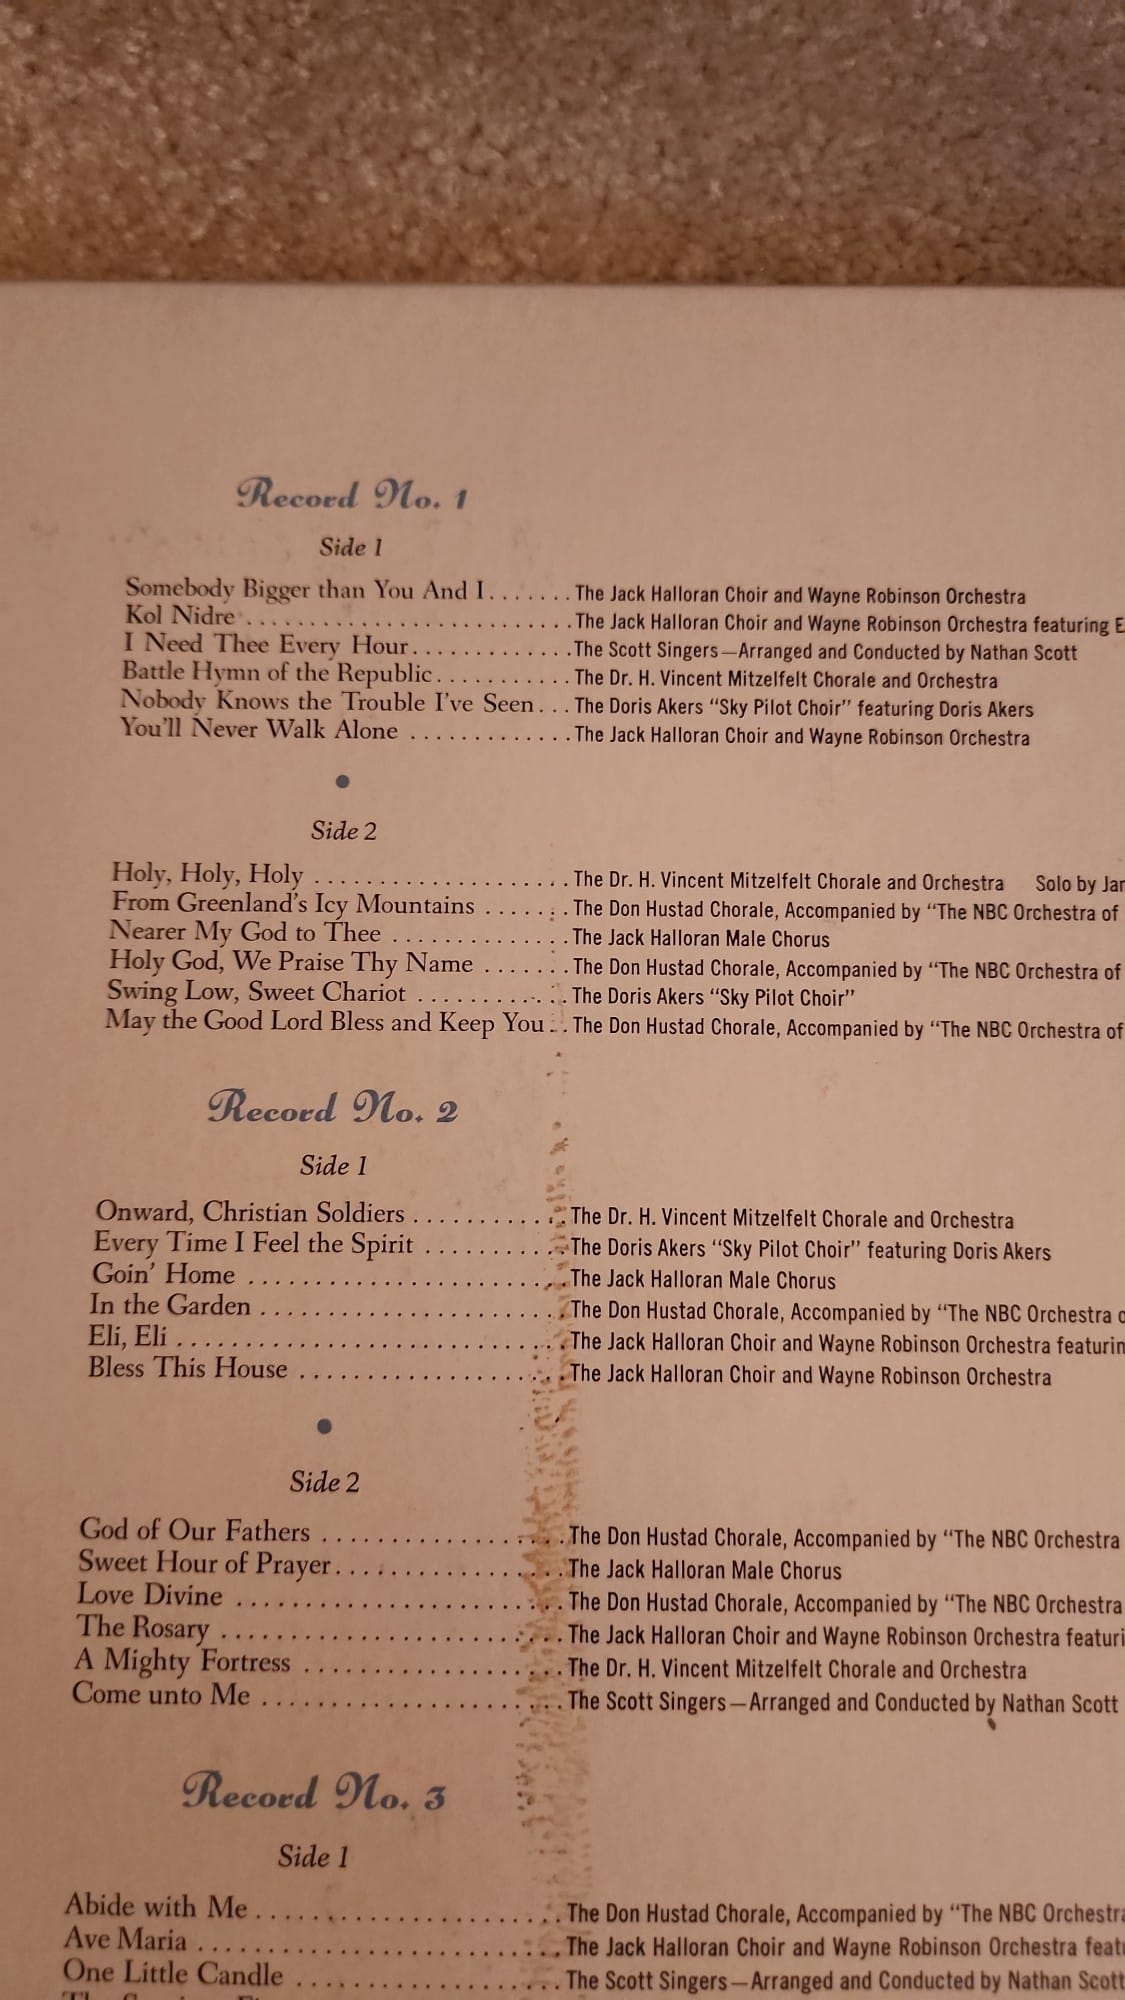 Record No. 1
Side 1
Somebody Bigger than You And I....... The Jack Halloran Choir and Wayne Robinson Orchestra
Kol Nidre .......................... The Jack Halloran Choir and Wayne Robinson Orchestra featuring
I Need Thee Every Hour............. The Scott Singers—Arranged and Conducted by Nathan Scott
Battle Hymn of the Republic........... The Dr. H. Vincent Mitzelfelt Chorale and Orchestra
Nobody Knows the Trouble I've Seen... The Doris Akers "Sky Pilot Choir" featuring Doris Akers
You'll Never Walk Alone ............. The Jack Halloran Choir and Wayne Robinson Orchestra
•
Side 2
Holy, Holy, Holy .................... The Dr. H. Vincent Mitzelfelt Chorale and Orchestra Solo by
From Greenland's Icy Mountains ....... The Don Hustad Chorale, Accompanied by "The NBC Orchestra of
Nearer My God to Thee .............. The Jack Halloran Male Chorus
Holy God, We Praise Thy Name ....... The Don Hustad Chorale, Accompanied by "The NBC Orchestra of
Swing Low, Sweet Chariot ............ The Doris Akers "Sky Pilot Choir"
May the Good Lord Bless and Keep You .. The Don Hustad Chorale, Accompanied by "The NBC Orchestra of
Record No. 2
Side 1
Onward, Christian Soldiers ............ The Dr. H. Vincent Mitzelfelt Chorale and Orchestra
Every Time I Feel the Spirit ........... The Doris Akers "Sky Pilot Choir" featuring Doris Akers
Goin' Home ........................ The Jack Halloran Male Chorus
In the Garden ....................... The Don Hustad Chorale, Accompanied by "The NBC Orchestra
Eli, Eli ............................. The Jack Halloran Choir and Wayne Robinson Orchestra
Bless This House .................... The Jack Halloran Choir and Wayne Robinson Orchestra
•
Side 2
God of Our Fathers .................. The Don Hustad Chorale, Accompanied by "The NBC Orchestra
Sweet Hour of Prayer................. The Jack Halloran Male Chorus
Love Divine ........................ The Don Hustad Chorale, Accompanied by "The NBC Orchestra
The Rosary ......................... The Jack Halloran Choir and Wayne Robinson Orchestra
A Mighty Fortress ................... The Dr. H. Vincent Mitzelfelt Chorale and Orchestra
Come unto Me ...................... The Scott Singers—Arranged and Conducted by Nathan Scott
Record No. 3
Side 1
Abide with Me...................... The Don Hustad Chorale, Accompanied by "The NBC
Ave Maria .......................... The Jack Halloran Choir and Wayne Robinson Orchestra
One Little Candle ................... The Scott Singers—Arranged and Conducted by Nathan Scott